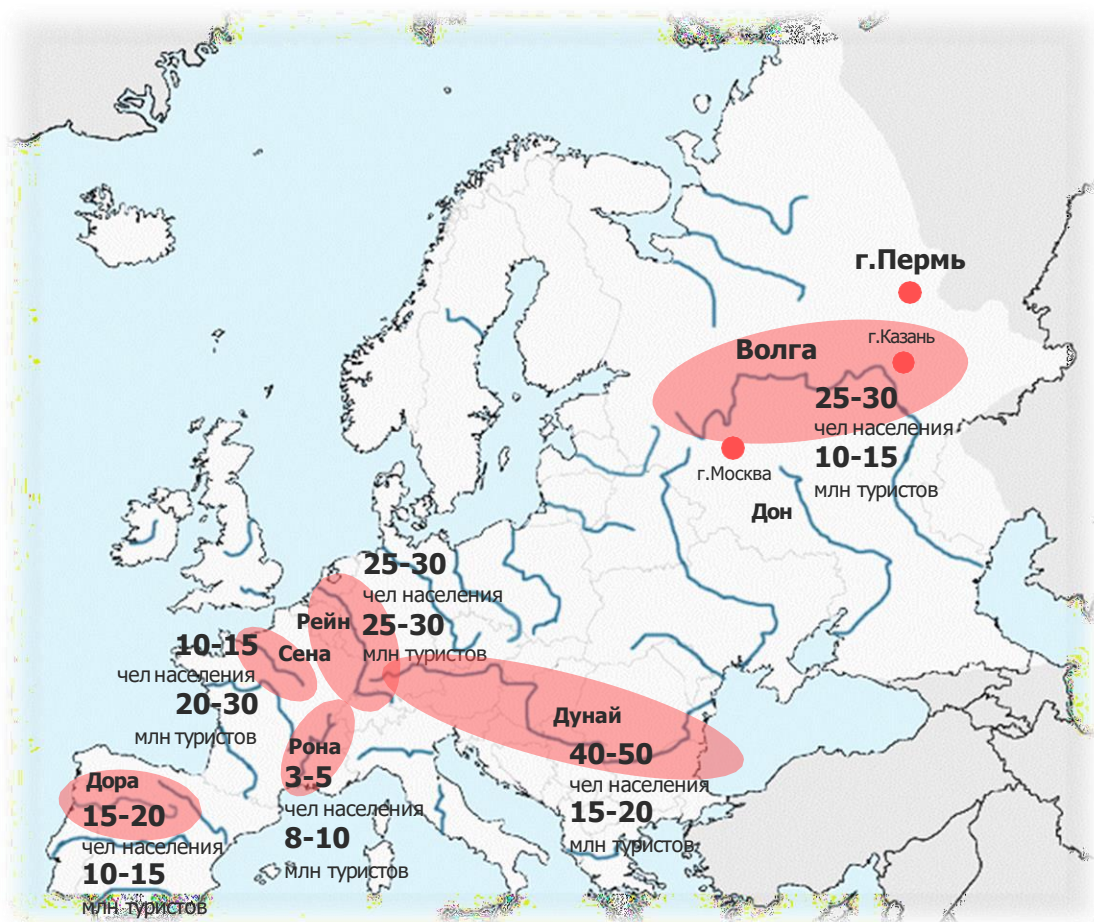 г.Пермь
г.Казань
Волга
25-30
чел населения
10-15
млн туристов
г.Москва
Дон
25-30
чел населения
25-30
млн туристов
Рейн
10-15
чел населения
20-30
млн туристов
Сена
Дунай
40-50
чел населения
15-20
млн туристов
Рона
3-5
чел населения
8-10
млн туристов
Дора
15-20
чел населения
10-15
млн туристов